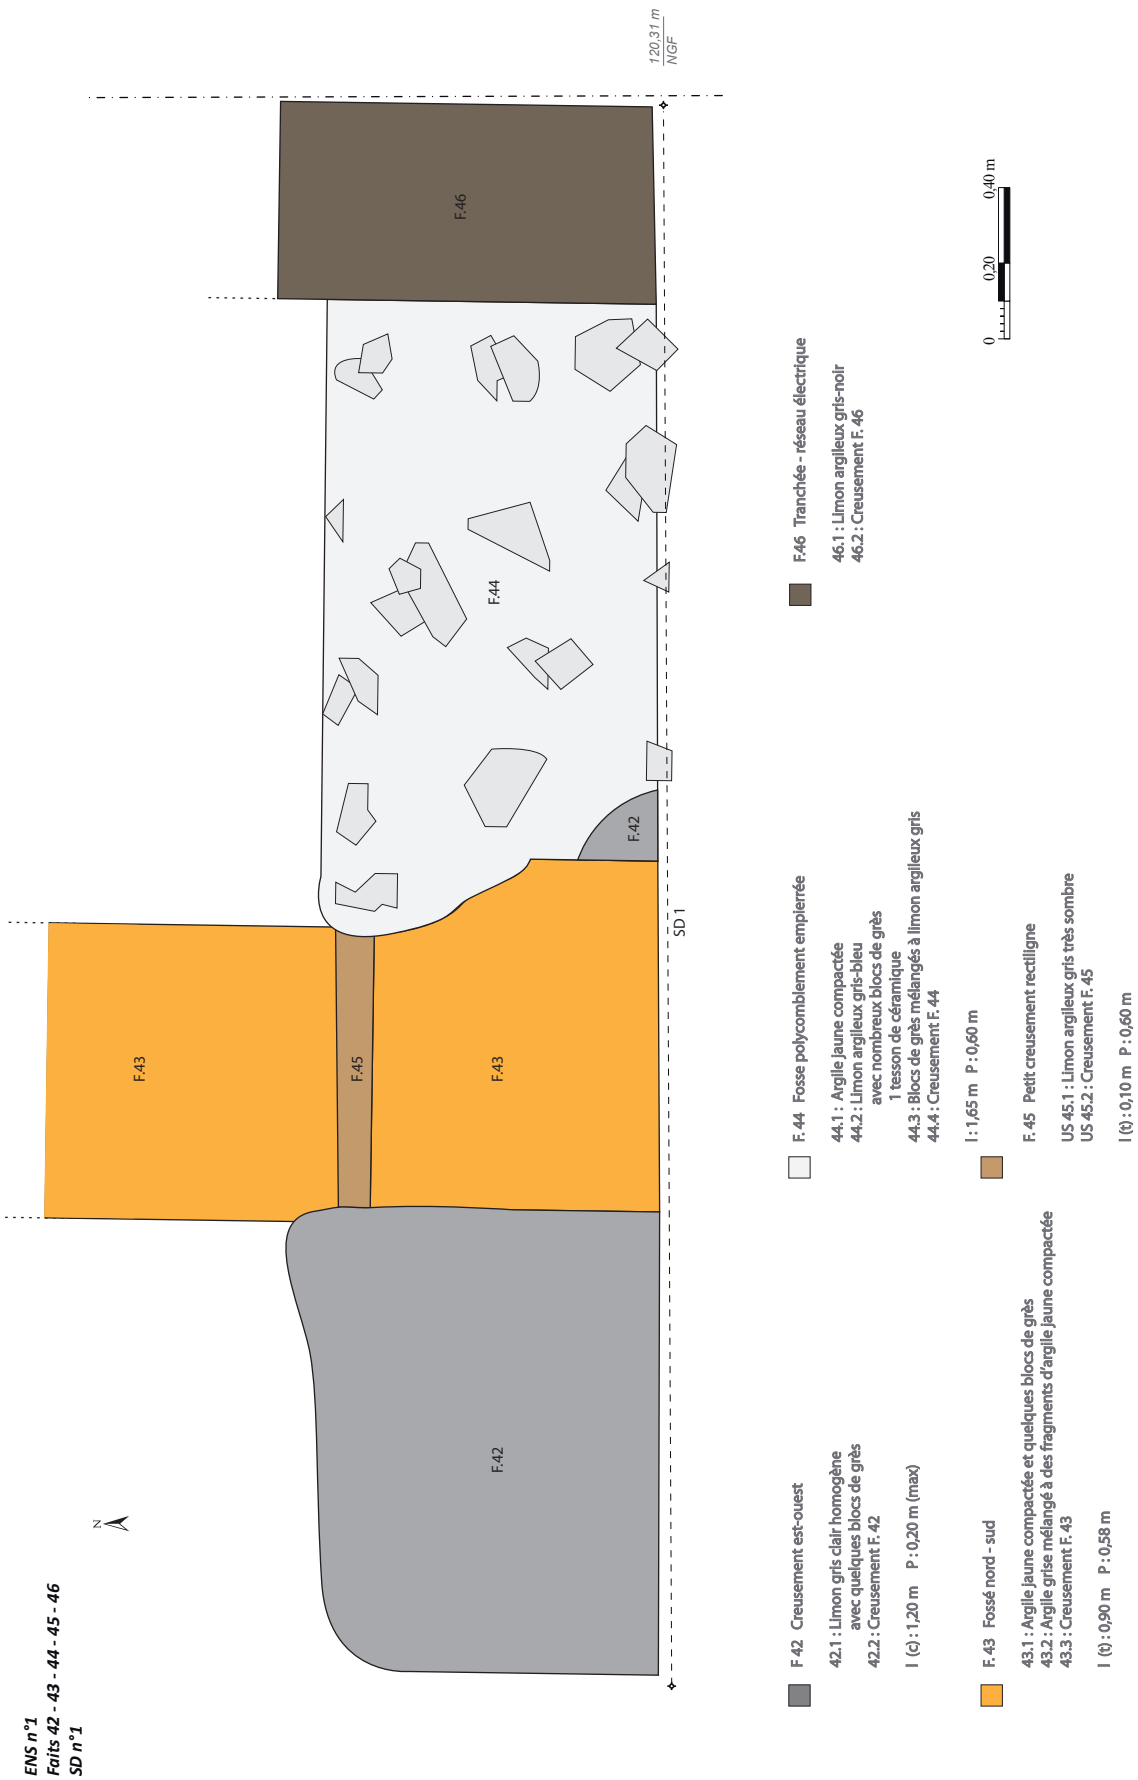 ENS n°1
Faits 42 - 43 - 44 - 45 - 46
SD n°1
N
120,31 m
NGF
F.43
F.45
F.43
F.42
F.42
F.44
F.46
SD 1
F 42 Creusement est-ouest
42.1 : Limon gris clair homogène
avec quelques blocs de grès
42.2 : Creusement F. 42
l (c) : 1,20 m P : 0,20 m (max)
F. 43 Fossé nord - sud
43.1 : Argile jaune compactée et quelques blocs de grès
43.2 : Argile grise mélangé à des fragments d'argile jaune compactée
43.3 : Creusement F. 43
l (t) : 0,90 m P : 0,58 m
F. 44 Fosse polycomblement empierrée
44.1 : Argile jaune compactée
44.2 : Limon argileux gris-bleu
avec nombreux blocs de grès
1 tesson de céramique
44.3 : Blocs de grès mélangés à limon argileux gris
44.4 : Creusement F. 44
l : 1,65 m P : 0,60 m
F. 45 Petit creusement rectiligne
US 45.1 : Limon argileux gris très sombre
US 45.2 : Creusement F. 45
l (t) : 0,10 m P : 0,60 m
F.46 Tranchée - réseau électrique
46.1 : Limon argileux gris-noir
46.2 : Creusement F. 46
0 0,20 0,40 m